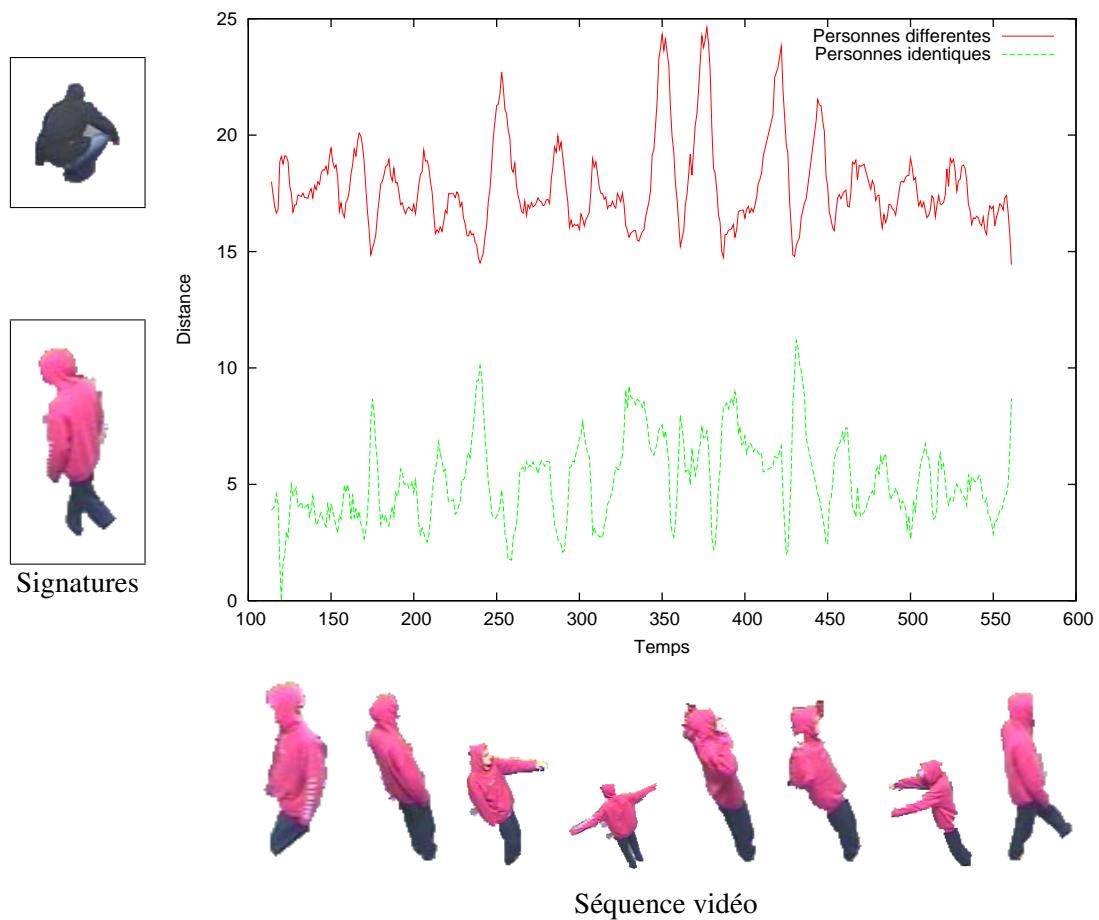 Personnes differentes
Personnes identiques
25
20
15
10
5
0
Distance
100 150 200 250 300 350 400 450 500 550 600
Temps
Signatures
Séquence vidéo